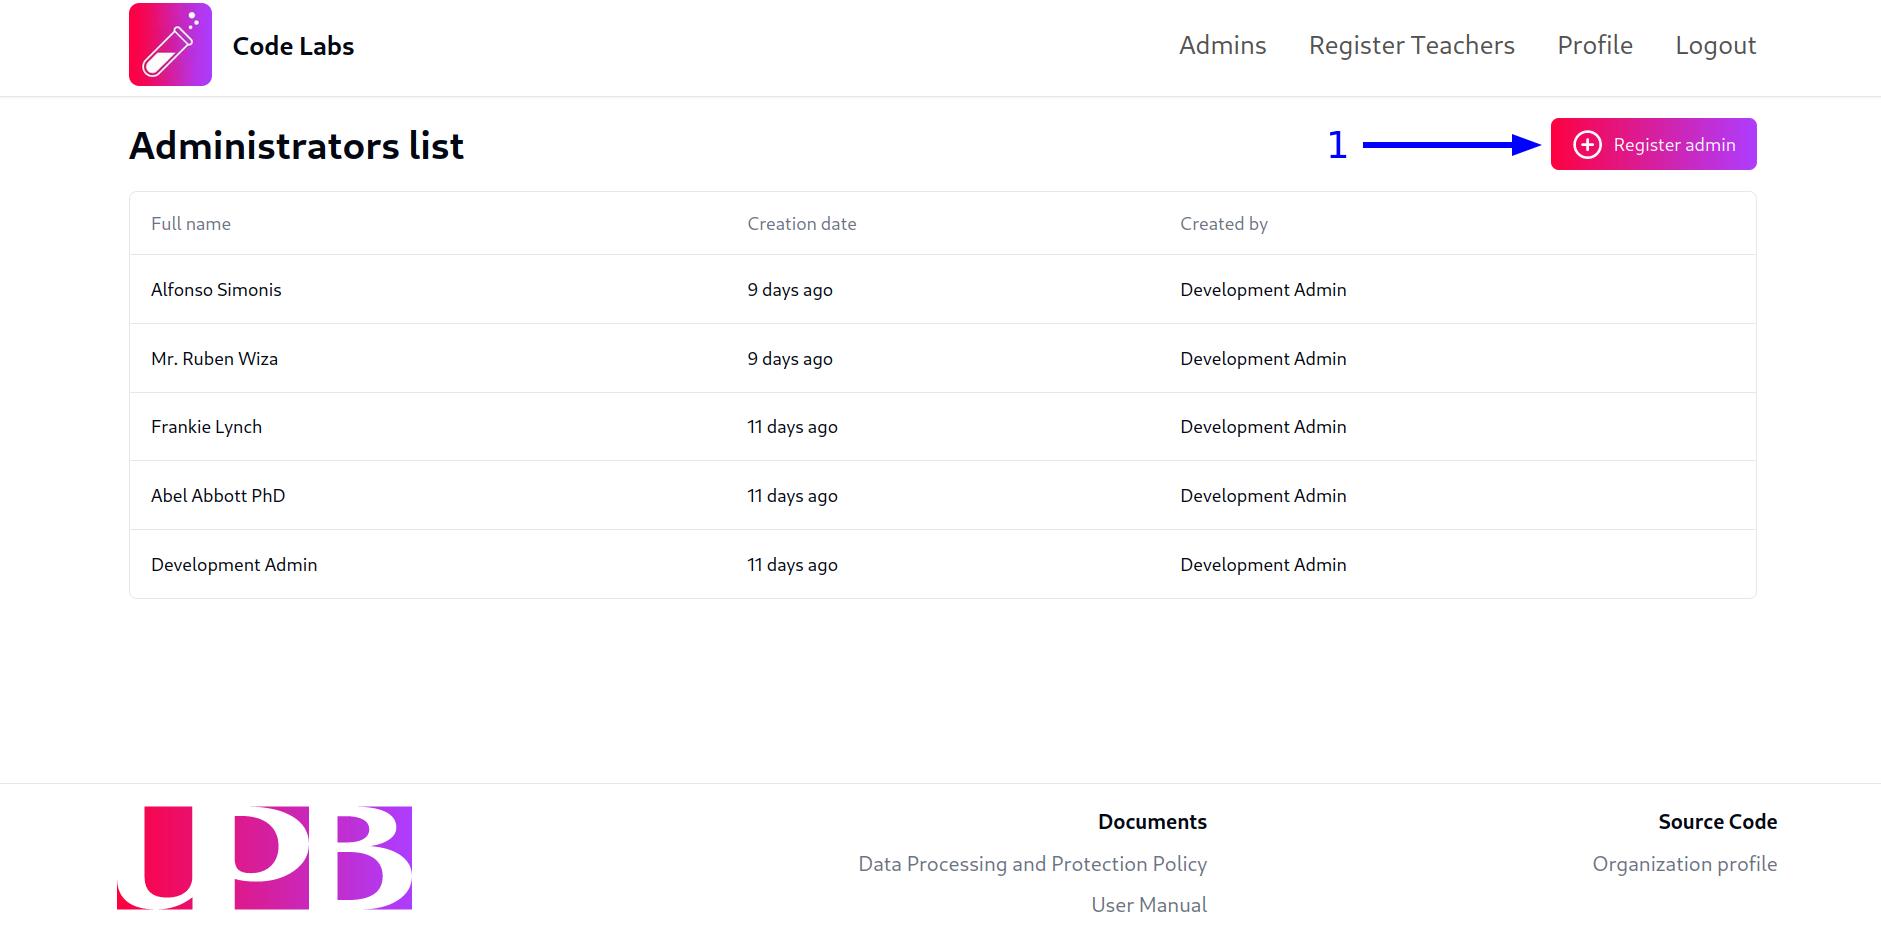 Code Labs
Admins Register Teachers Profile Logout
Administrators list
1
Register admin
Full name Creation date Created by
Alfonso Simonis 9 days ago Development Admin
Mr. Ruben Wiza 9 days ago Development Admin
Frankie Lynch 11 days ago Development Admin
Abel Abbott PhD 11 days ago Development Admin
Development Admin 11 days ago Development Admin
UPB
Documents
Data Processing and Protection Policy
User Manual
Source Code
Organization profile